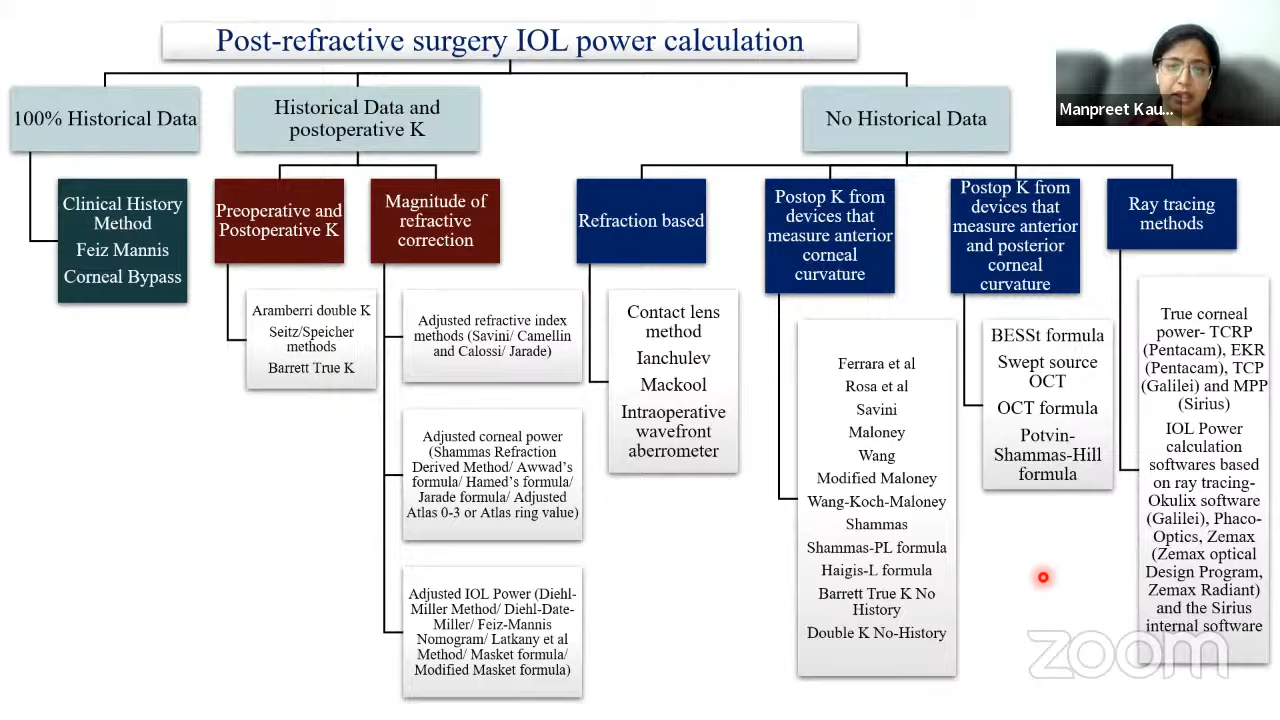 Post-refractive surgery IOL power calculation
Manpreet Kau...
100% Historical Data
Historical Data and
postoperative K
No Historical Data
Clinical History
Method
Feiz Mannis
Corneal Bypass
Preoperative and
Postoperative K
Magnitude of
refractive
correction
Refraction based
Postop K from
devices that
measure anterior
corneal
curvature
Postop K from
devices that
measure anterior
and posterior
corneal
curvature
Ray tracing
methods
Aramberri double K
Seitz/Speicher
methods
Barrett True K
Adjusted refractive index
methods (Savini/ Camellin
and Calossi/ Jarade)
Adjusted corneal power
(Shammas Refraction
Derived Method/ Awwad's
formula/ Hamed's formula/
Jarade formula/ Adjusted
Atlas 0-3 or Atlas ring value)
Adjusted IOL Power (Diehl-
Miller Method/ Diehl-Date-
Miller/ Feiz-Mannis
Nomogram/ Latkany et al
Method/ Masket formula/
Modified Masket formula)
Contact lens
method
Ianchulev
Mackool
Intraoperative
wavefront
aberrometer
Ferrara et al
Rosa et al
Savini
Maloney
Wang
Modified Maloney
Wang-Koch-Maloney
Shammas
Shammas-PL formula
Haigis-L formula
Barrett True K No
History
Double K No-History
BESSt formula
Swept source
OCT
OCT formula
Potvin-
Shammas-Hill
formula
True corneal
power- TCRP
(Pentacam), EKR
(Pentacam), TCP
(Galilei) and MPP
(Sirius)
IOL Power
calculation
softwares based
on ray tracing-
Okulix software
(Galilei), Phaco-
Optics, Zemax
(Zemax optical
Design Program,
Zemax Radiant)
and the Sirius
internal software
zoom